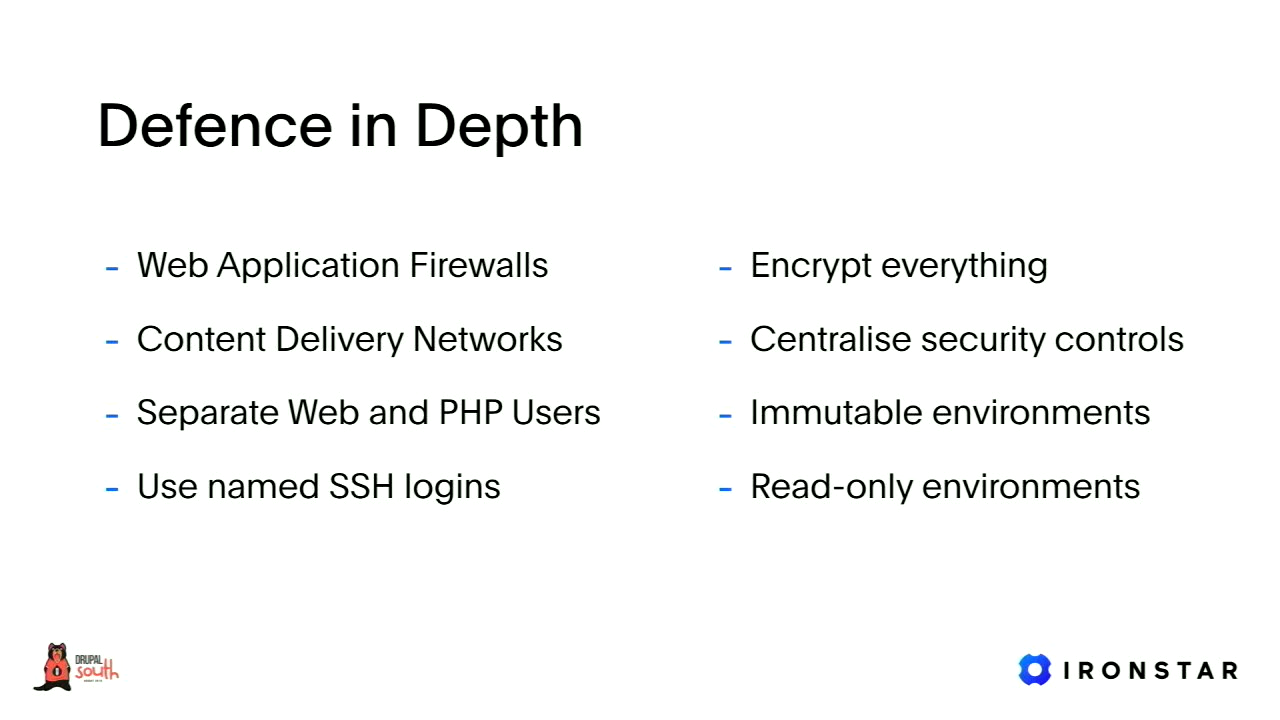 Defence in Depth
- Web Application Firewalls
- Content Delivery Networks
- Separate Web and PHP Users
- Use named SSH logins
- Encrypt everything
- Centralise security controls
- Immutable environments
- Read-only environments
DRUPAL
south
IRONSTAR